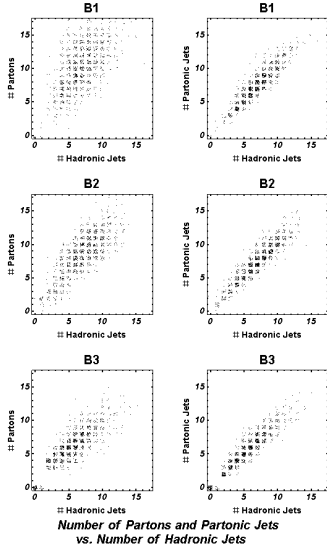 B1 B1
# Partons
15
10
5
0
0 5 10 15
# Hadronic Jets
# Partonic Jets
15
10
5
0
0 5 10 15
# Hadronic Jets
B2 B2
# Partons
15
10
5
0
0 5 10 15
# Hadronic Jets
# Partonic Jets
15
10
5
0
0 5 10 15
# Hadronic Jets
B3 B3
# Partons
15
10
5
0
0 5 10 15
# Hadronic Jets
# Partonic Jets
15
10
5
0
0 5 10 15
# Hadronic Jets
Number of Partons and Partonic Jets
vs. Number of Hadronic Jets